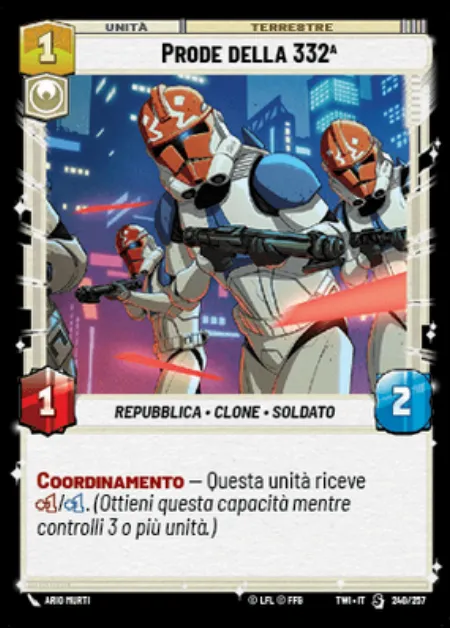 UNITÀ
TERRESTRE
1
PRODE DELLA 332ᴬ
1
2
REPUBBLICA • CLONE • SOLDATO
COORDINAMENTO – Questa unità riceve
+1/+1. (Ottieni questa capacità mentre
controlli 3 o più unità.)
ARIO MURTI
© LFL © FFG
TWI • IT
240/257